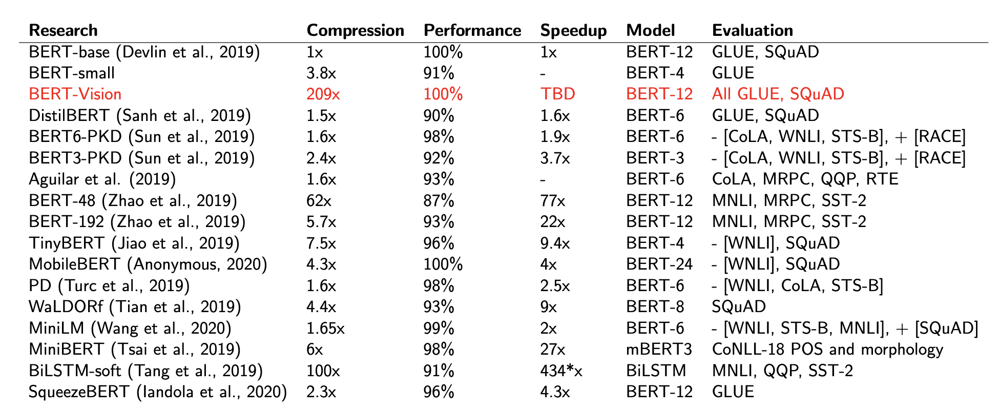 Research Compression Performance Speedup Model Evaluation
BERT-base (Devlin et al., 2019) 1x 100% 1x BERT-12 GLUE, SQuAD
BERT-small 3.8x 91% - BERT-4 GLUE
BERT-Vision 209x 100% TBD BERT-12 All GLUE, SQuAD
DistilBERT (Sanh et al., 2019) 1.5x 90% 1.6x BERT-6 GLUE, SQuAD
BERT6-PKD (Sun et al., 2019) 1.6x 98% 1.9x BERT-6 - [CoLA, WNLI, STS-B], + [RACE]
BERT3-PKD (Sun et al., 2019) 2.4x 92% 3.7x BERT-3 - [CoLA, WNLI, STS-B], + [RACE]
Aguilar et al. (2019) 1.6x 93% - BERT-6 CoLA, MRPC, QQP, RTE
BERT-48 (Zhao et al., 2019) 62x 87% 77x BERT-12 MNLI, MRPC, SST-2
BERT-192 (Zhao et al., 2019) 5.7x 93% 22x BERT-12 MNLI, MRPC, SST-2
TinyBERT (Jiao et al., 2019) 7.5x 96% 9.4x BERT-4 - [WNLI], SQuAD
MobileBERT (Anonymous, 2020) 4.3x 100% 4x BERT-24 - [WNLI], SQuAD
PD (Turc et al., 2019) 1.6x 98% 2.5x BERT-6 - [WNLI, CoLA, STS-B]
WaLDORf (Tian et al., 2019) 4.4x 93% 9x BERT-8 SQuAD
MiniLM (Wang et al., 2020) 1.65x 99% 2x BERT-6 - [WNLI, STS-B, MNLI], + [SQuAD]
MiniBERT (Tsai et al., 2019) 6x 98% 27x mBERT3 CoNLL-18 POS and morphology
BiLSTM-soft (Tang et al., 2019) 100x 91% 434*x BiLSTM MNLI, QQP, SST-2
SqueezeBERT (Iandola et al., 2020) 2.3x 96% 4.3x BERT-12 GLUE